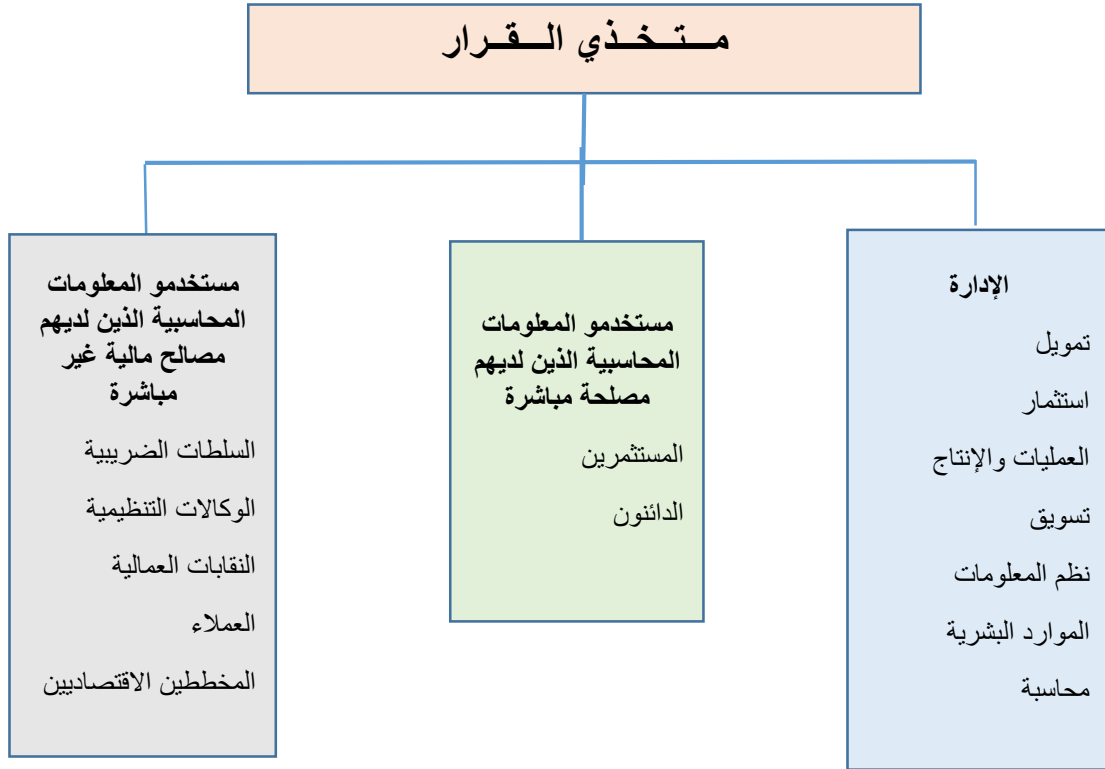 مـــتـــخـــذي الـــقـــرار
الإدارة
تمويل
استثمار
العمليات والإنتاج
تسويق
نظم المعلومات
الموارد البشرية
محاسبة
مستخدمو المعلومات
المحاسبية الذين لديهم
مصلحة مباشرة
المستثمرين
الدائنون
مستخدمو المعلومات
المحاسبية الذين لديهم
مصالح مالية غير
مباشرة
السلطات الضريبية
الوكالات التنظيمية
النقابات العمالية
العملاء
المخططين الاقتصاديين